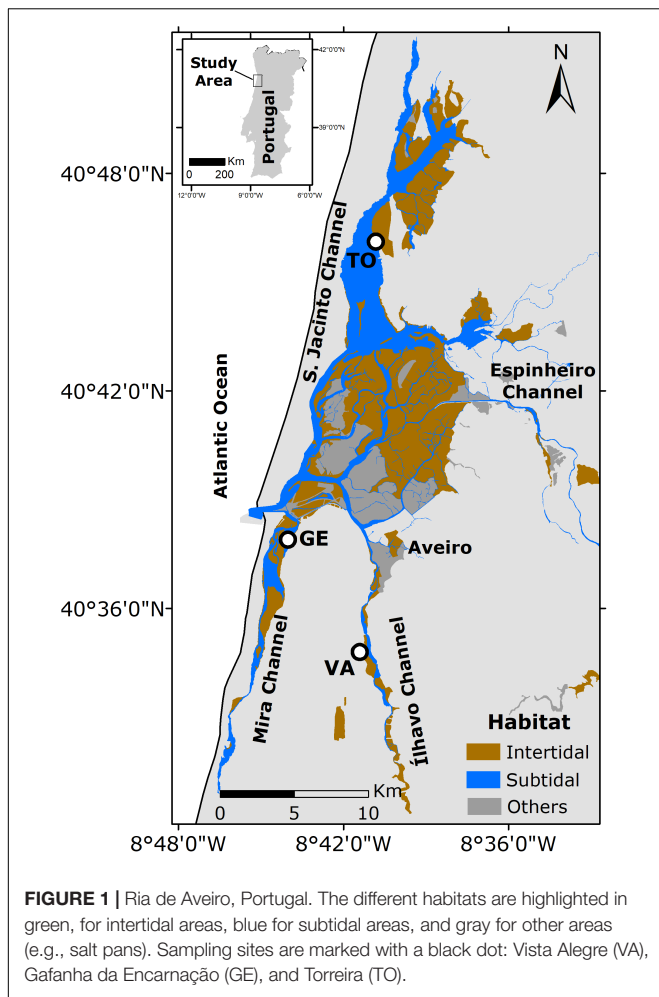 Study
Area
Portugal
Km
0 200
42°0'0"N
39°0'0"N
12°0'0"W 9°0'0"W 6°0'0"W
N
40°48'0"N
TO
S. Jacinto Channel
40°42'0"N
Espinheiro
Channel
Atlantic Ocean
GE
Aveiro
40°36'0"N
VA
Mira Channel
Ílhavo Channel
Habitat
Intertidal
Subtidal
Others
Km
0 5 10
8°48'0"W 8°42'0"W 8°36'0"W
FIGURE 1 | Ria de Aveiro, Portugal. The different habitats are highlighted in
green, for intertidal areas, blue for subtidal areas, and gray for other areas
(e.g., salt pans). Sampling sites are marked with a black dot: Vista Alegre (VA),
Gafanha da Encarnação (GE), and Torreira (TO).